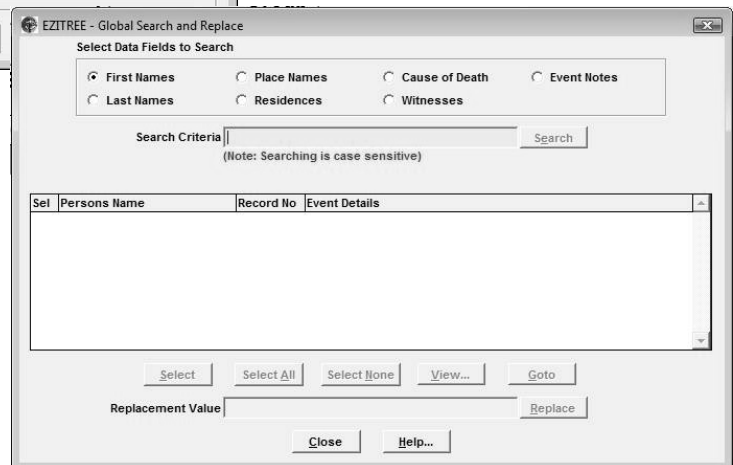 EZITREE - Global Search and Replace
Select Data Fields to Search
First Names Place Names Cause of Death Event Notes
Last Names Residences Witnesses
Search Criteria Search
(Note: Searching is case sensitive)
Sel Persons Name Record No Event Details
Select Select All Select None View... Goto
Replacement Value Replace
Close Help...